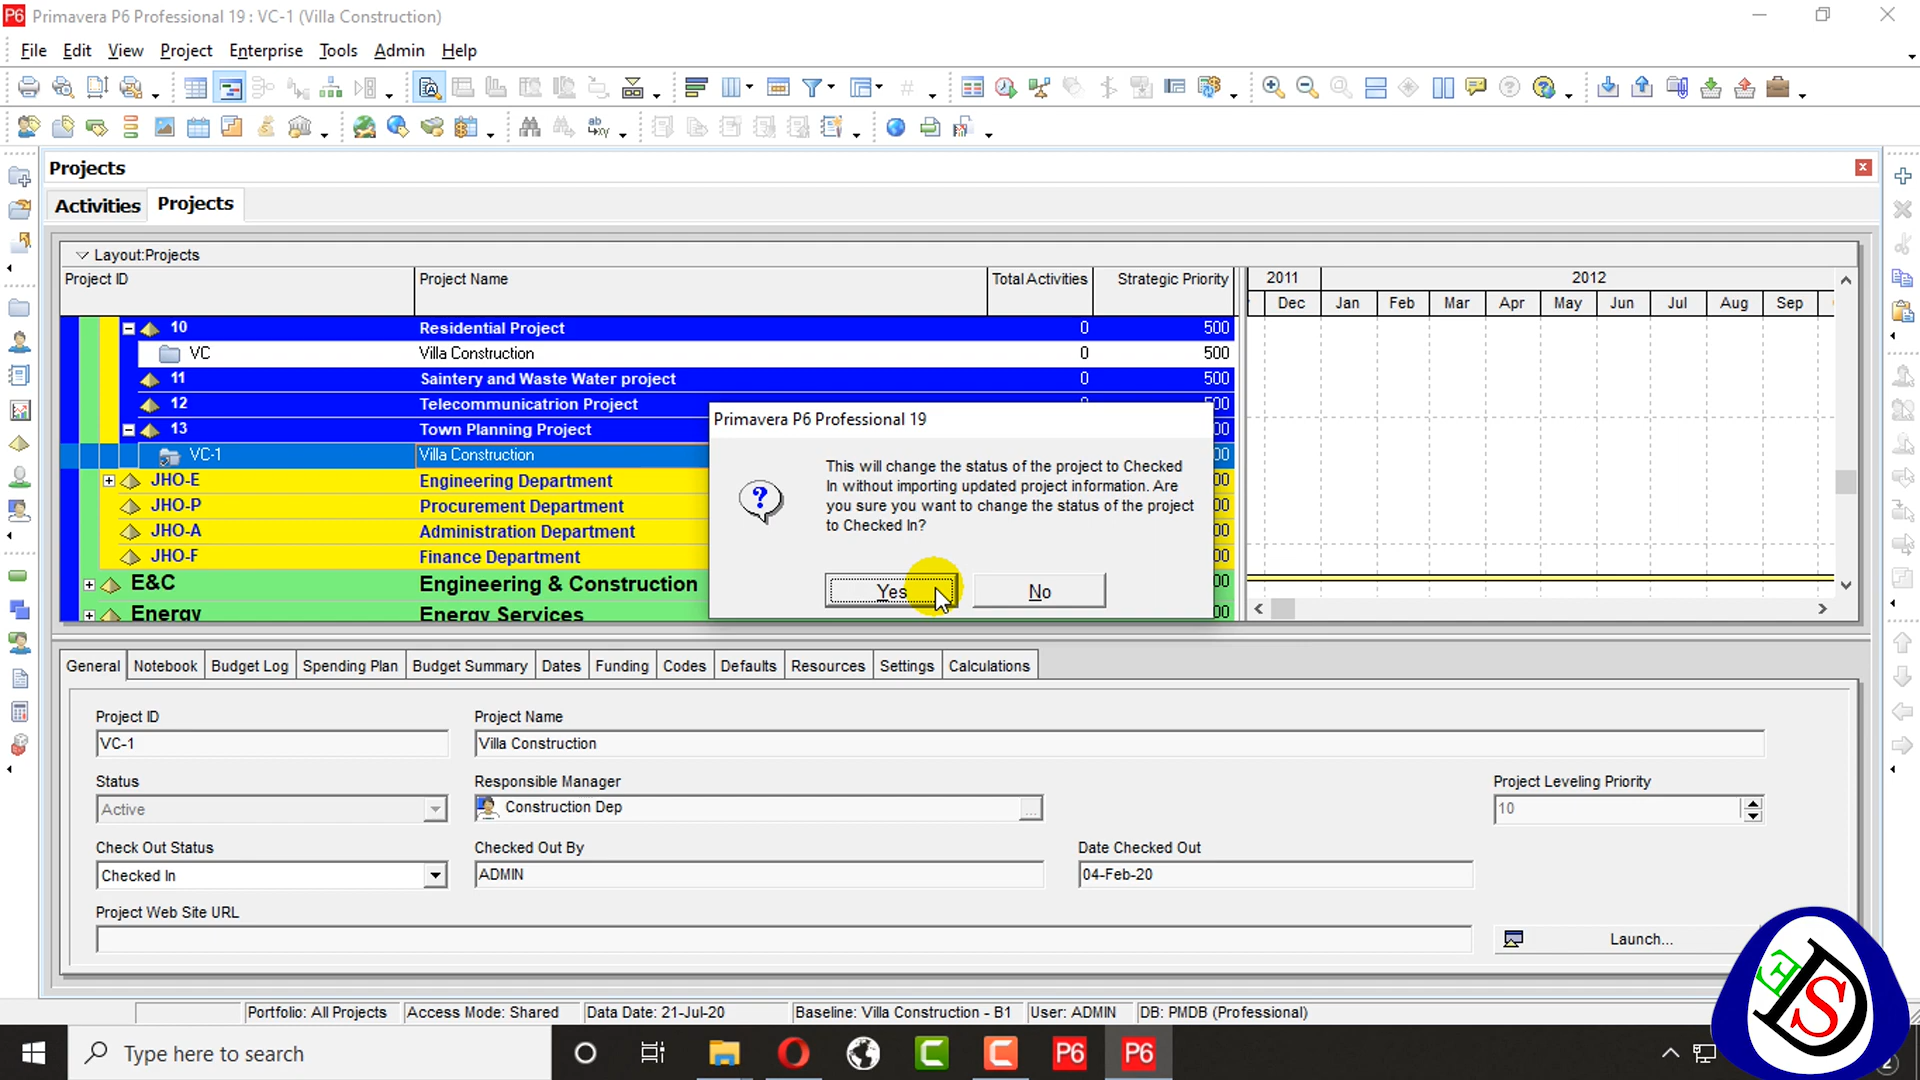 P6 Primavera P6 Professional 19 : VC-1 (Villa Construction)
File Edit View Project Enterprise Tools Admin Help
Projects
Activities Projects
Layout:Projects
Project ID Project Name Total Activities Strategic Priority 2011 2012
Dec Jan Feb Mar Apr May Jun Jul Aug Sep
10 Residential Project 0 500
VC Villa Construction 0 500
11 Saintery and Waste Water project 0 500
12 Telecommunicatrion Project
13 Town Planning Project
VC-1 Villa Construction
JHO-E Engineering Department
JHO-P Procurement Department
JHO-A Administration Department
JHO-F Finance Department
E&C Engineering & Construction
Energy Energy Services
Primavera P6 Professional 19
This will change the status of the project to Checked
In without importing updated project information. Are
you sure you want to change the status of the project
to Checked In?
Yes No
General Notebook Budget Log Spending Plan Budget Summary Dates Funding Codes Defaults Resources Settings Calculations
Project ID Project Name
VC-1 Villa Construction
Status Responsible Manager Project Leveling Priority
Active Construction Dep ... 10
Check Out Status Checked Out By Date Checked Out
Checked In ADMIN 04-Feb-20
Project Web Site URL
Launch...
Portfolio: All Projects Access Mode: Shared Data Date: 21-Jul-20 Baseline: Villa Construction - B1 User: ADMIN DB: PMDB (Professional)
Type here to search P6 P6